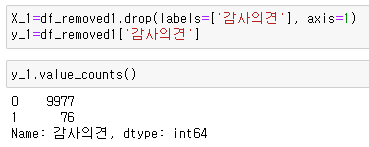 X_1=df_removed1.drop(labels=['감사의견'], axis=1)
y_1=df_removed1['감사의견']
y_1.value_counts()
0    9977
1      76
Name: 감사의견, dtype: int64